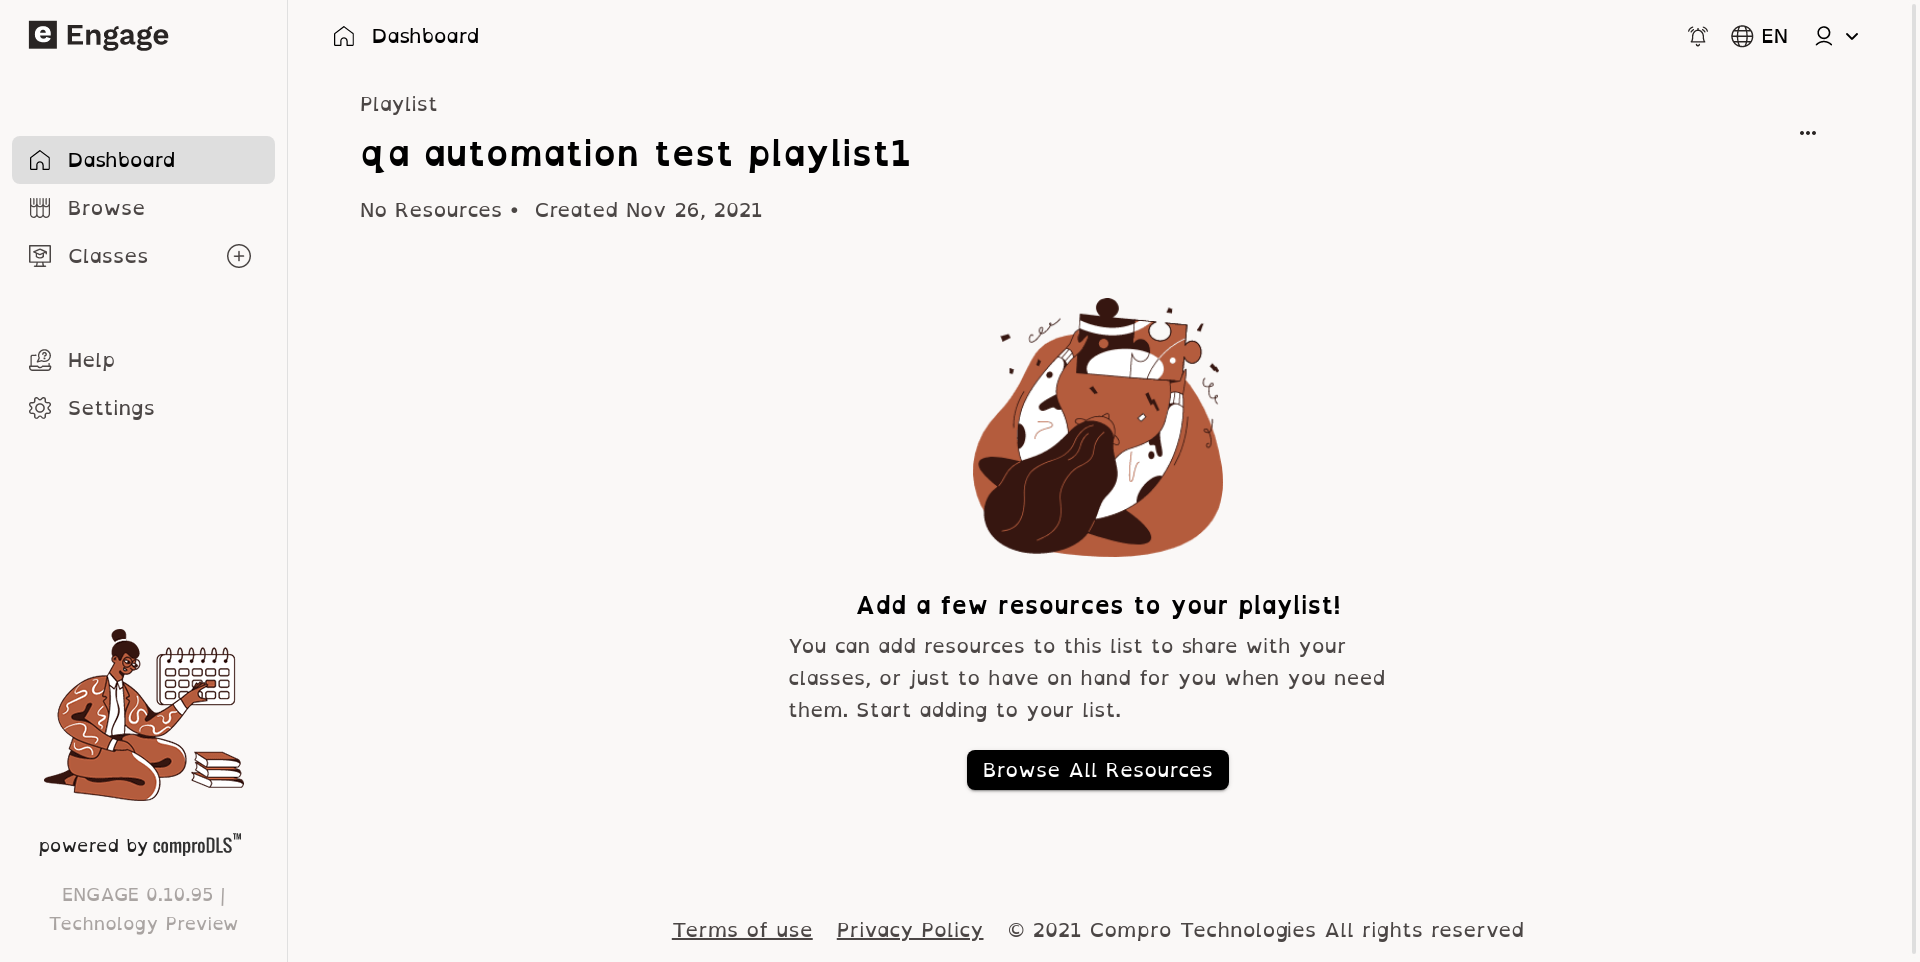 e Engage
Dashboard
Browse
Classes
Help
Settings
powered by comproDLS™
ENGAGE 0.10.95 |
Technology Preview
Dashboard
EN
Playlist
qa automation test playlist1
No Resources • Created Nov 26, 2021
Add a few resources to your playlist!
You can add resources to this list to share with your
classes, or just to have on hand for you when you need
them. Start adding to your list.
Browse All Resources
Terms of use Privacy Policy © 2021 Compro Technologies All rights reserved